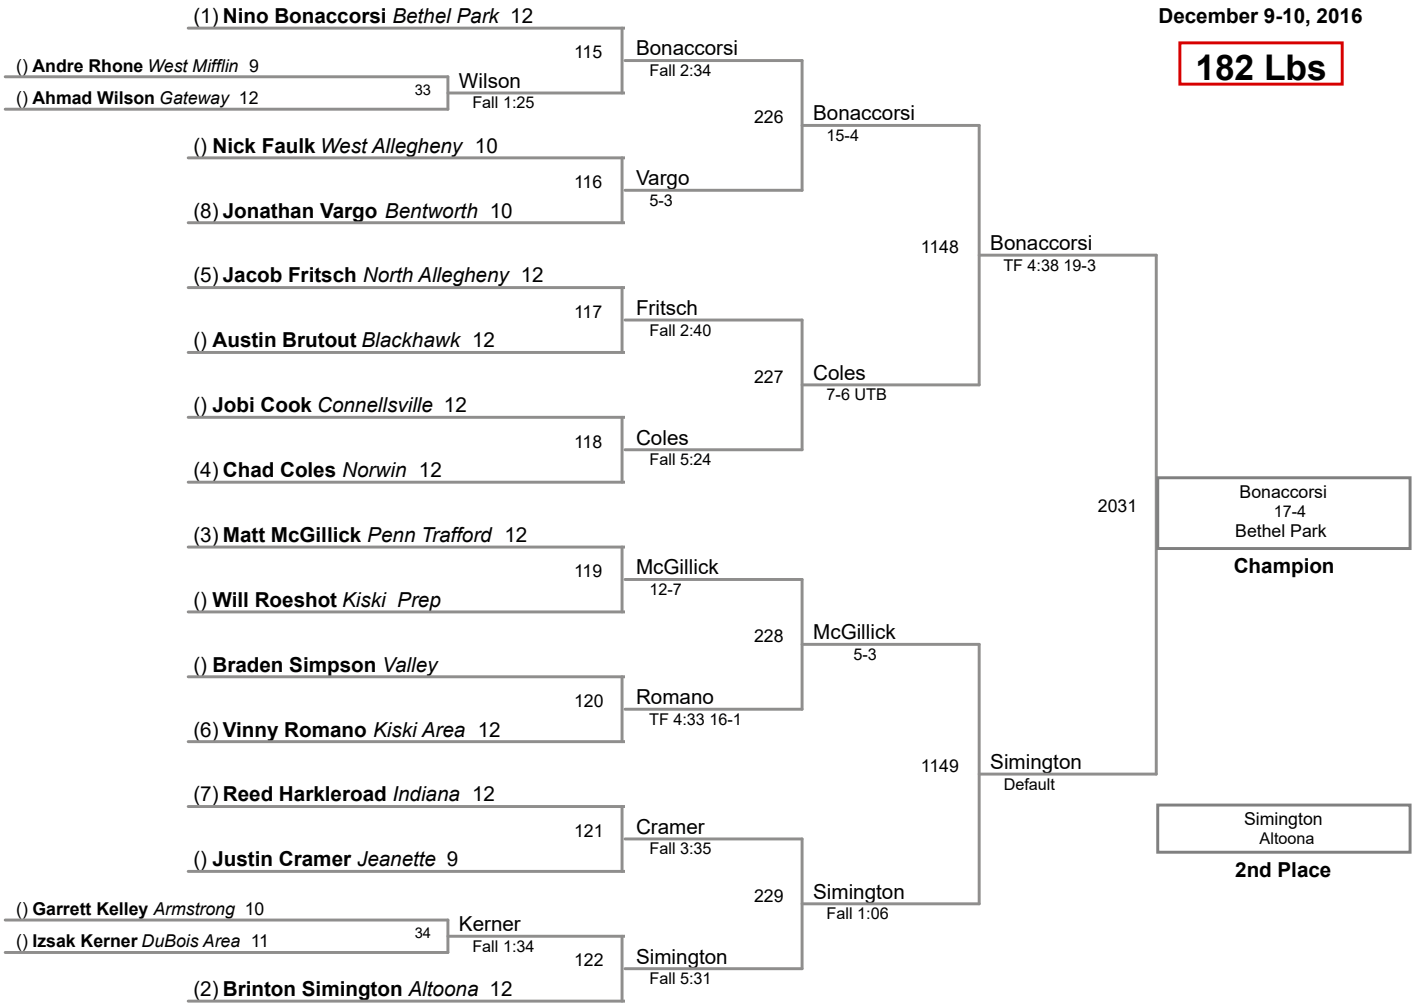 (1) Nino Bonaccorsi Bethel Park 12
December 9-10, 2016
182 Lbs
115
Bonaccorsi
Fall 2:34
() Andre Rhone West Mifflin 9
33
Wilson
Fall 1:25
() Ahmad Wilson Gateway 12
226
Bonaccorsi
15-4
() Nick Faulk West Allegheny 10
116
Vargo
5-3
(8) Jonathan Vargo Bentworth 10
1148
Bonaccorsi
TF 4:38 19-3
(5) Jacob Fritsch North Allegheny 12
117
Fritsch
Fall 2:40
() Austin Brutout Blackhawk 12
227
Coles
7-6 UTB
() Jobi Cook Connellsville 12
118
Coles
Fall 5:24
(4) Chad Coles Norwin 12
2031
Bonaccorsi
17-4
Bethel Park
Champion
(3) Matt McGillick Penn Trafford 12
119
McGillick
12-7
() Will Roeshot Kiski Prep
228
McGillick
5-3
() Braden Simpson Valley
120
Romano
TF 4:33 16-1
(6) Vinny Romano Kiski Area 12
1149
Simington
Default
(7) Reed Harkleroad Indiana 12
121
Cramer
Fall 3:35
() Justin Cramer Jeanette 9
Simington
Altoona
2nd Place
229
Simington
Fall 1:06
() Garrett Kelley Armstrong 10
34
Kerner
Fall 1:34
() Izsak Kerner DuBois Area 11
122
Simington
Fall 5:31
(2) Brinton Simington Altoona 12